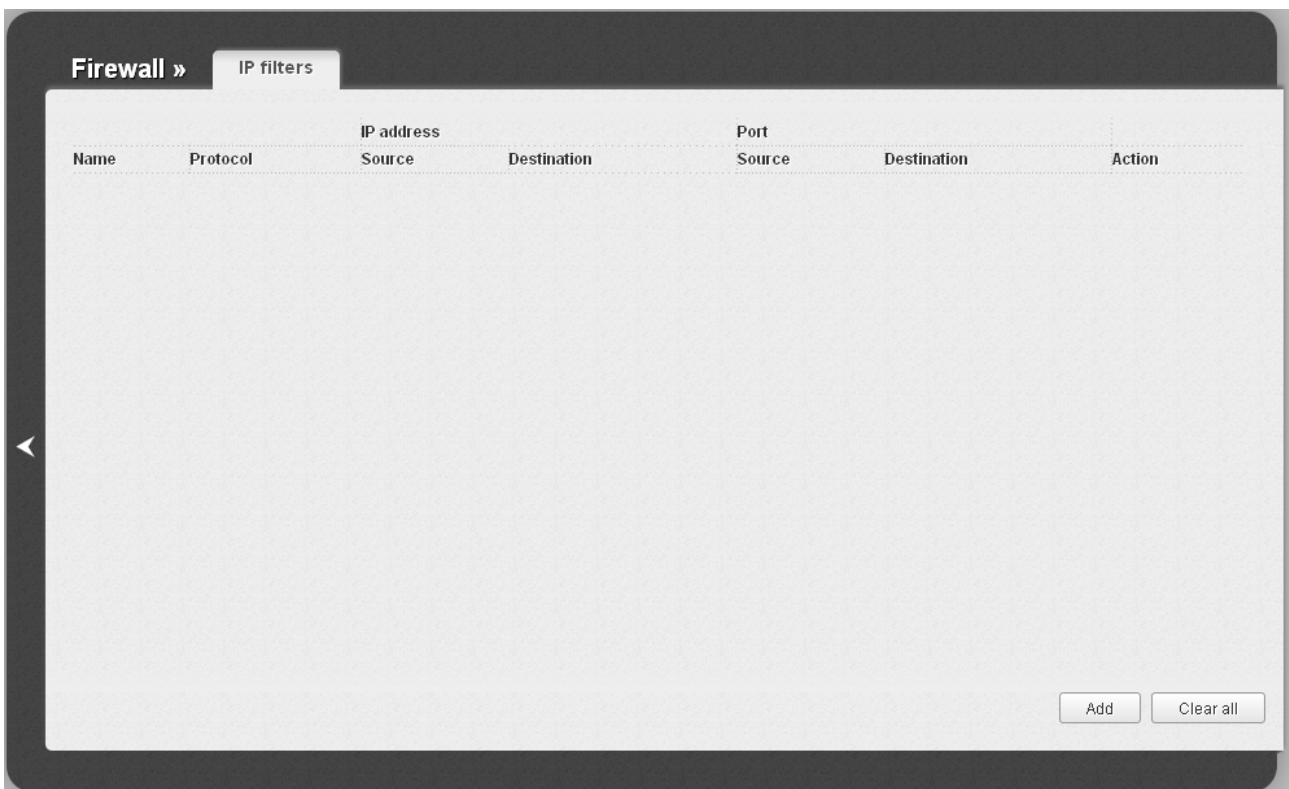 Firewall » IP filters
IP address Port
Name Protocol Source Destination Source Destination Action
Add Clear all